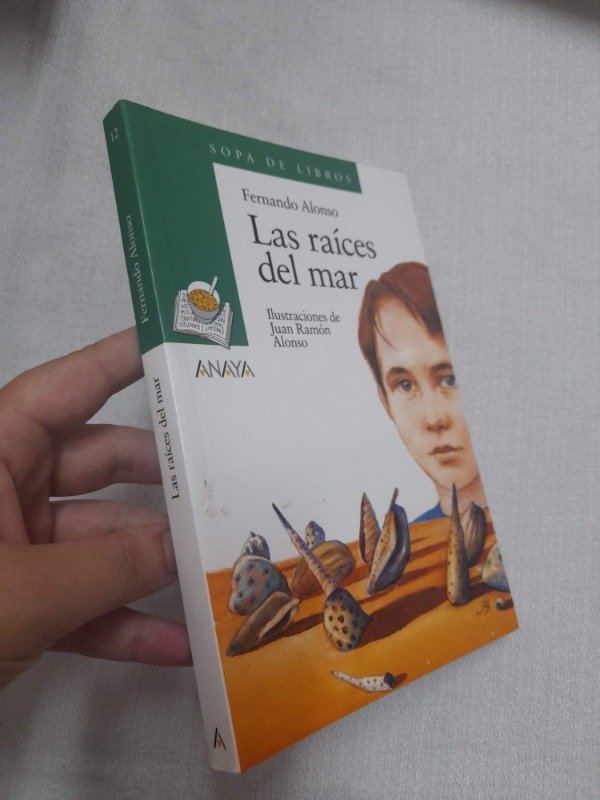 SOPA DE LIBROS
Fernando Alonso
Las raíces
del mar
Ilustraciones de
Juan Ramón
Alonso
ANAYA
12
Fernando Alonso
Las raíces del mar
A